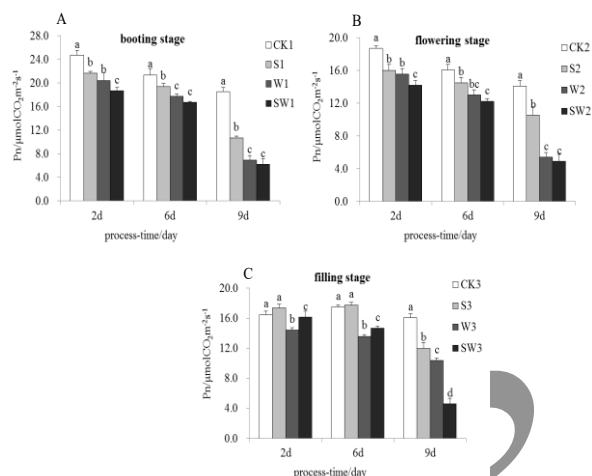 A
booting stage
Pn/μmolCO₂m⁻²s⁻¹
28.0
24.0
20.0
16.0
12.0
8.0
4.0
0.0
a b b c
a b c c
a b c c
2d 6d 9d
process-time/day
CK1
S1
W1
SW1
B
flowering stage
Pn/μmolCO₂m⁻²s⁻¹
20.0
16.0
12.0
8.0
4.0
0.0
a b b c
a b bc c
a b c c
2d 6d 9d
process-time/day
CK2
S2
W2
SW2
C
filling stage
Pn/μmolCO₂m⁻²s⁻¹
20.0
16.0
12.0
8.0
4.0
0.0
a a b c
a a b c
a b c d
2d 6d 9d
process-time/day
CK3
S3
W3
SW3